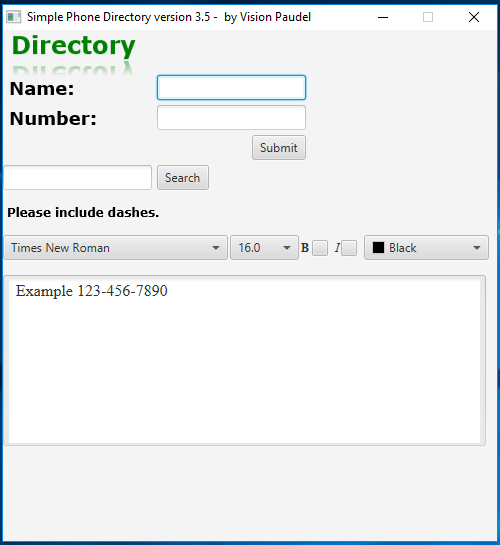 Simple Phone Directory version 3.5 -  by Vision Paudel
Directory
Name:
Number:
Submit
Search
Please include dashes.
Times New Roman 16.0 B I Black
Example 123-456-7890